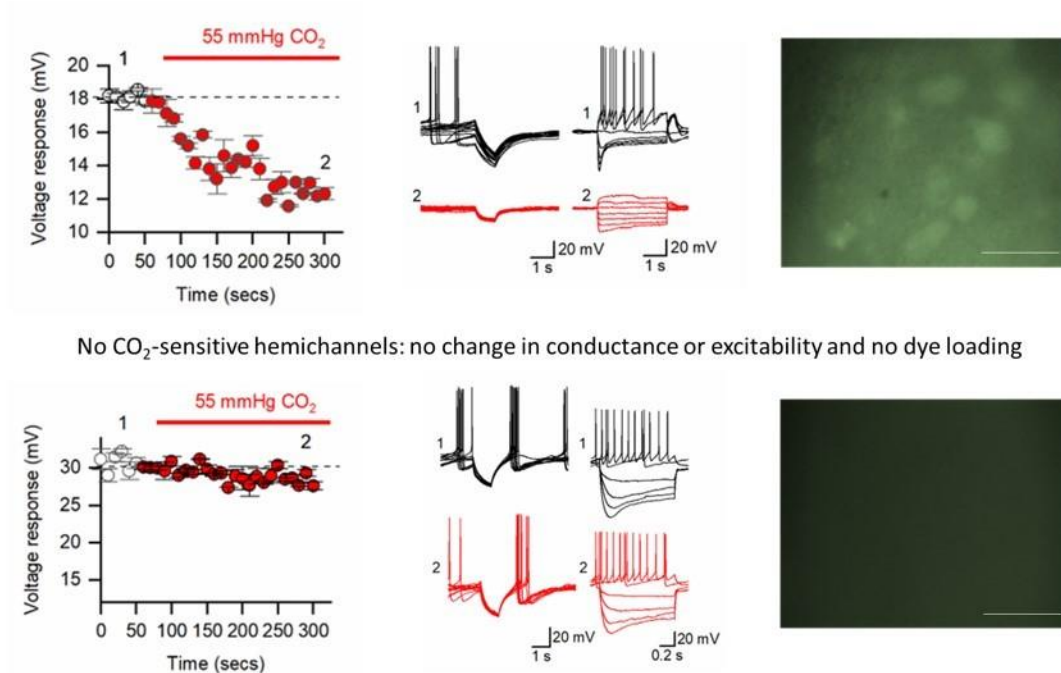 55 mmHg CO₂
1
2
Voltage response (mV)
20
18
16
14
12
10
0 50 100 150 200 250 300
Time (secs)
1
2
20 mV
1 s
1
2
20 mV
1 s
No CO₂-sensitive hemichannels: no change in conductance or excitability and no dye loading
55 mmHg CO₂
1
2
Voltage response (mV)
30
25
20
15
0 50 100 150 200 250 300
Time (secs)
1
2
20 mV
1 s
1
2
20 mV
0.2 s